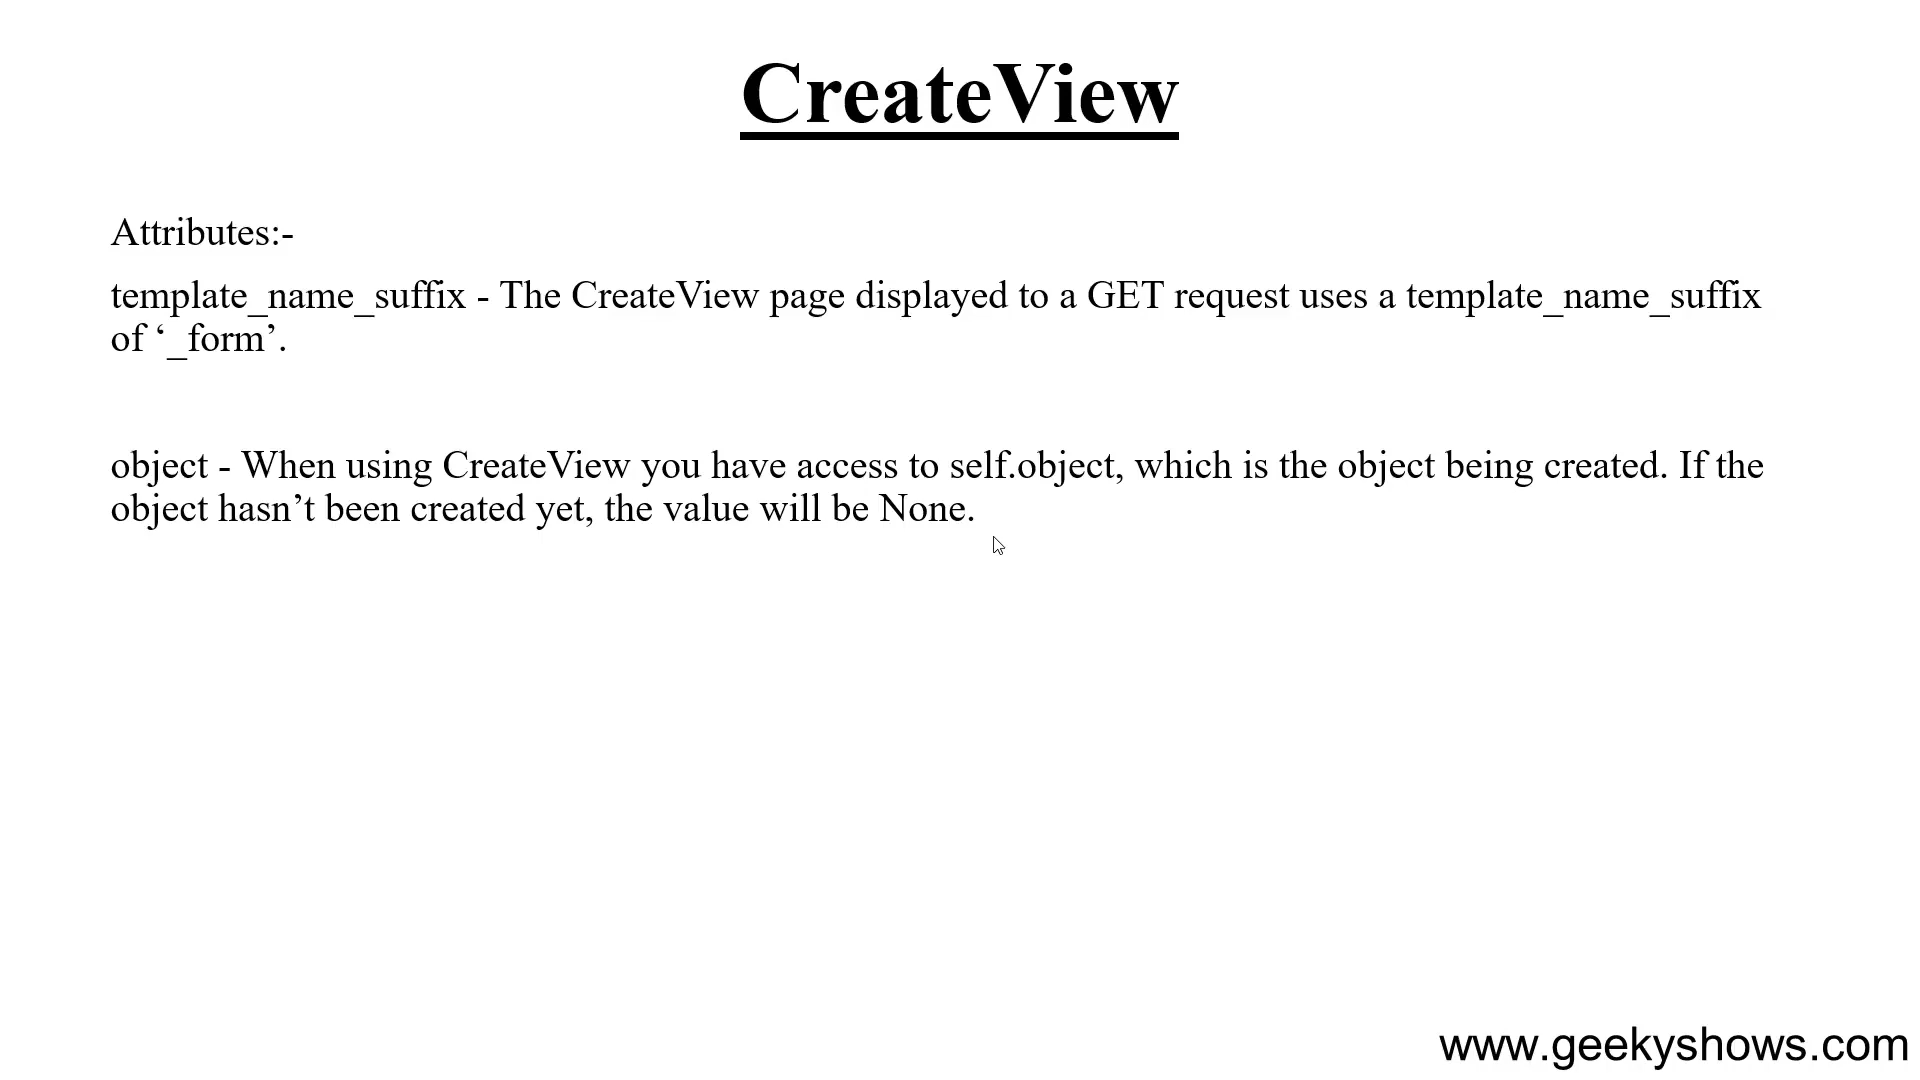 CreateView
Attributes:-
template_name_suffix - The CreateView page displayed to a GET request uses a template_name_suffix
of ‘_form’.
object - When using CreateView you have access to self.object, which is the object being created. If the
object hasn’t been created yet, the value will be None.
www.geekyshows.com